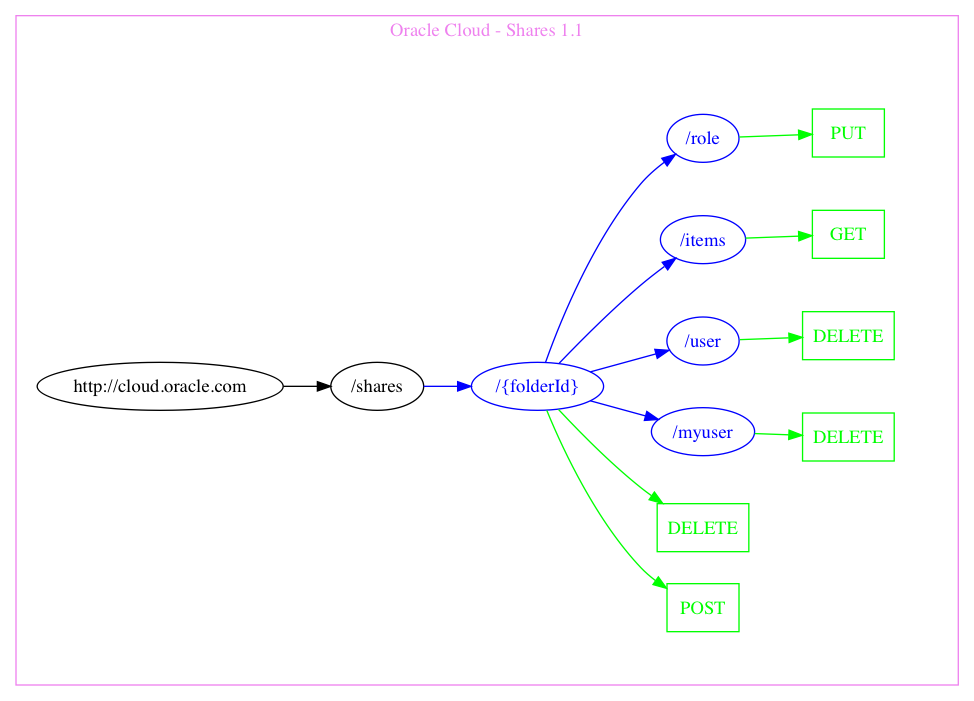 Oracle Cloud - Shares 1.1
/role
PUT
/items
GET
/user
DELETE
http://cloud.oracle.com
/shares
/{folderId}
/myuser
DELETE
DELETE
POST